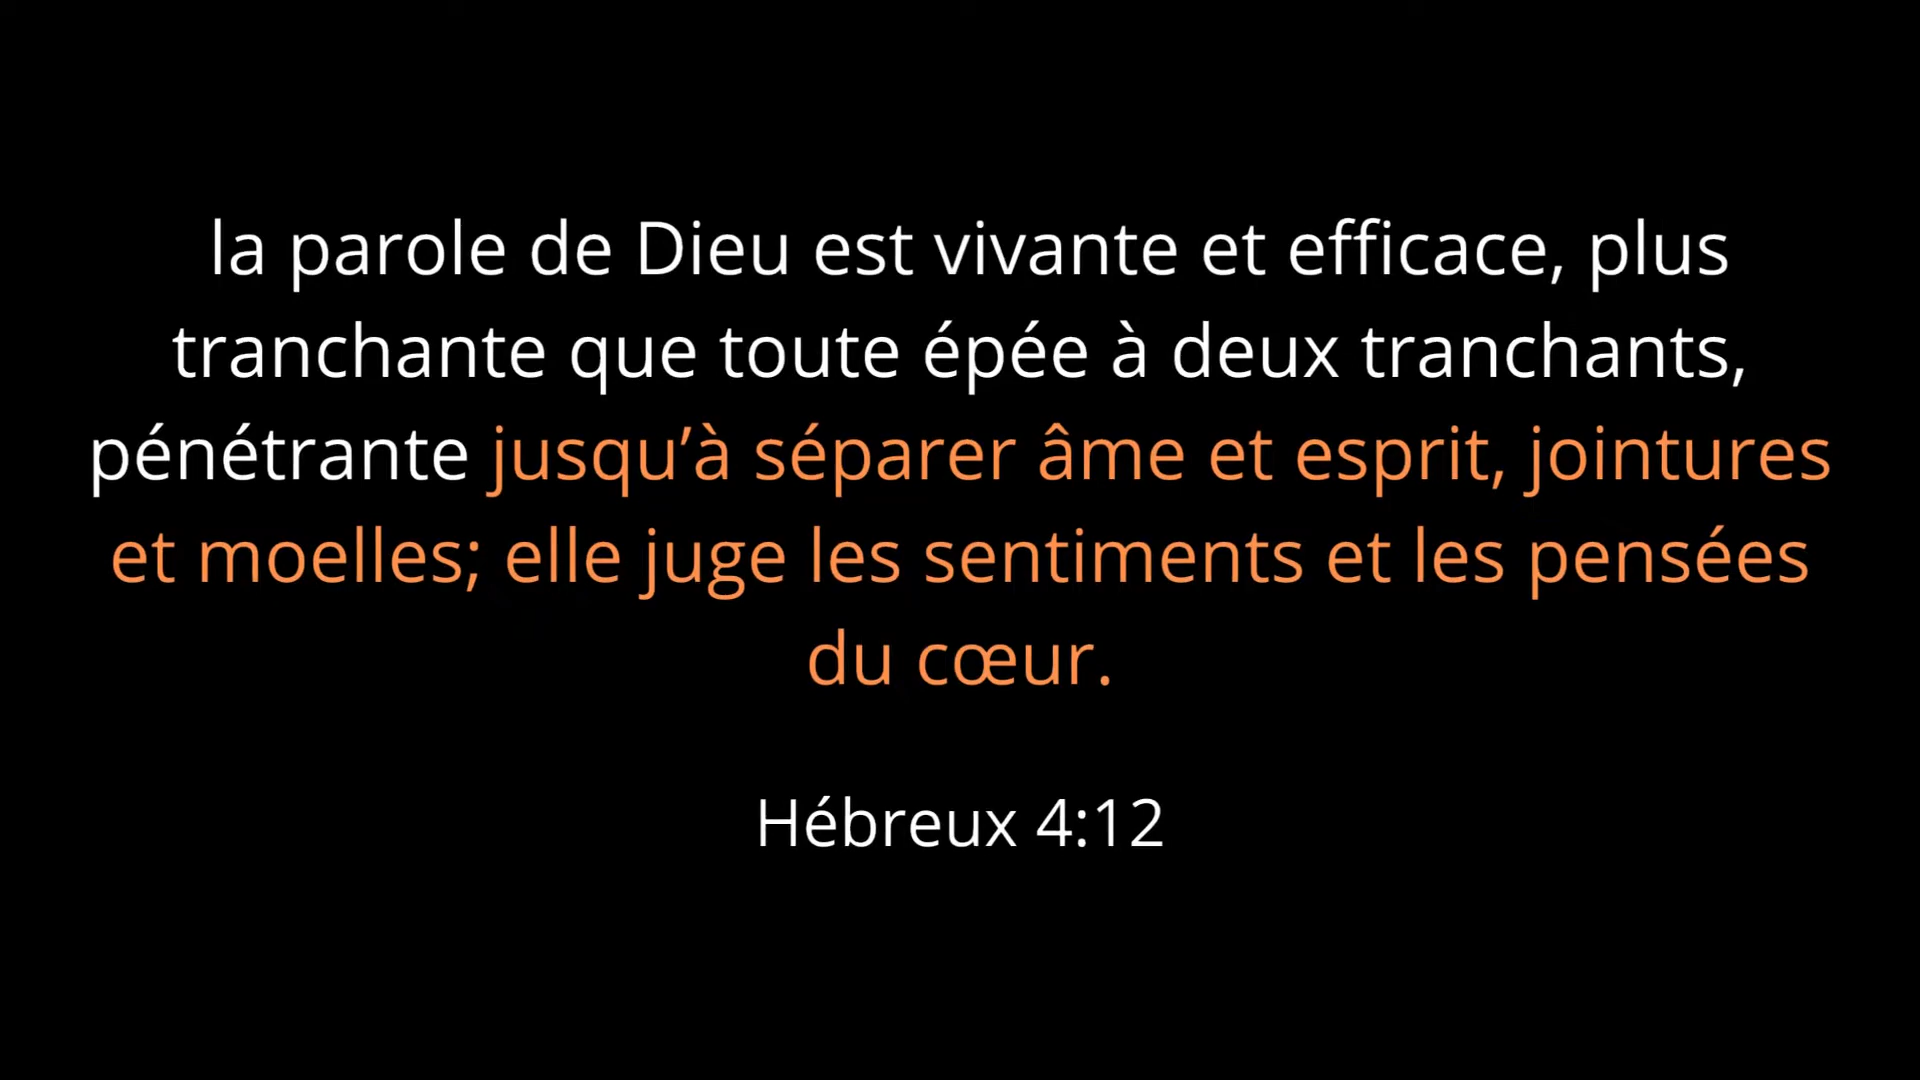 la parole de Dieu est vivante et efficace, plus
tranchante que toute épée à deux tranchants,
pénétrante jusqu’à séparer âme et esprit, jointures
et moelles; elle juge les sentiments et les pensées
du cœur.
Hébreux 4:12